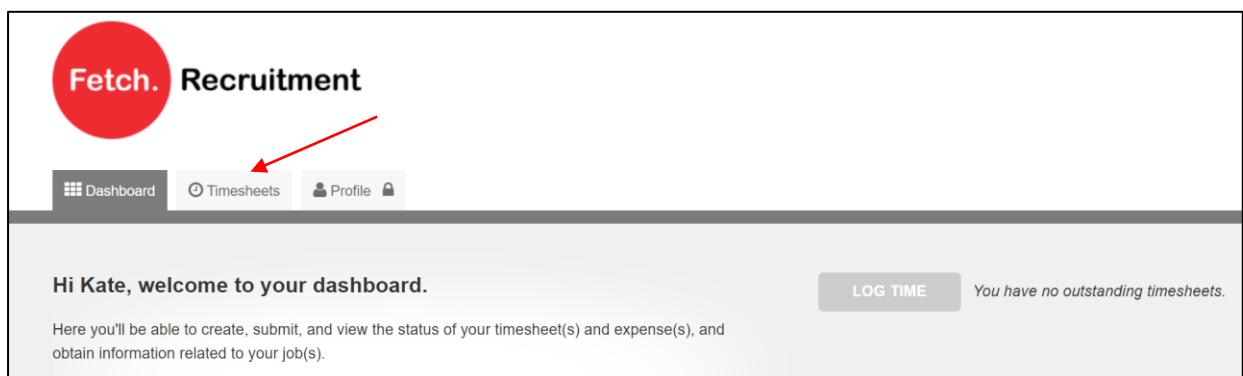 Fetch. Recruitment
Dashboard Timesheets Profile
Hi Kate, welcome to your dashboard.
LOG TIME You have no outstanding timesheets.
Here you'll be able to create, submit, and view the status of your timesheet(s) and expense(s), and
obtain information related to your job(s).